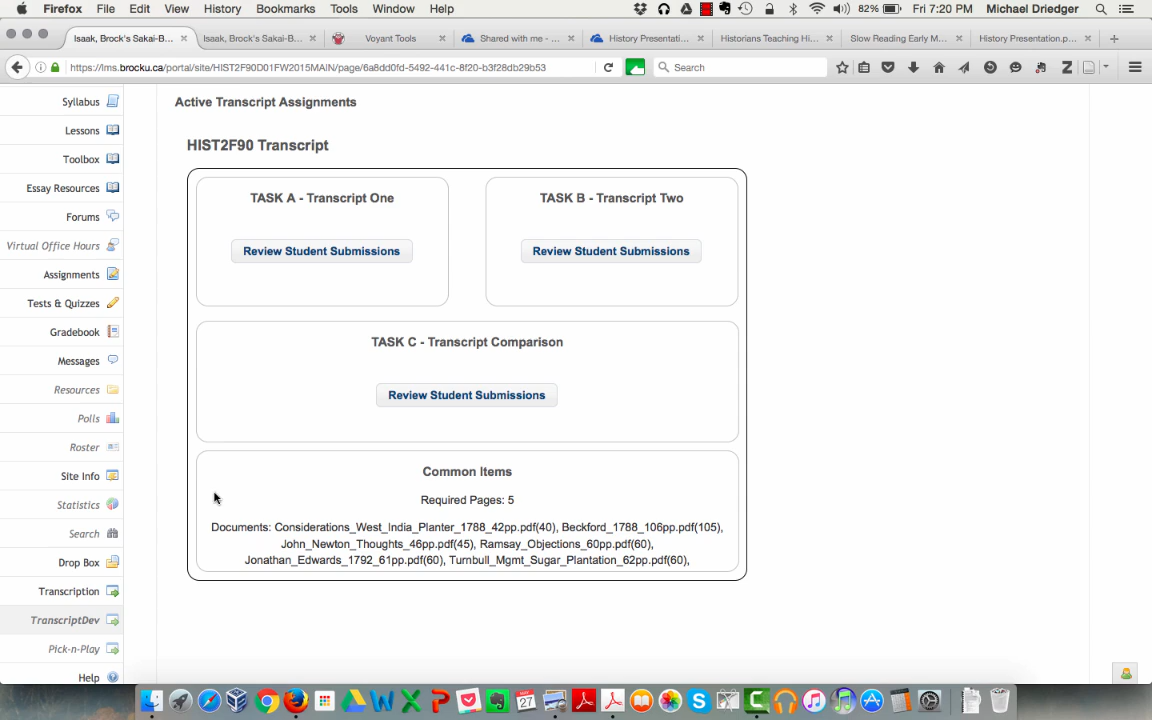 Firefox File Edit View History Bookmarks Tools Window Help 82% Fri 7:20 PM Michael Driedger
Isaak, Brock's Sakai-B... Isaak, Brock's Sakai-B... Voyant Tools Shared with me - ... History Presentati... Historians Teaching Hi... Slow Reading Early M... History Presentation.p...
https://lms.brocku.ca/portal/site/HIST2F90D01FW2015MAIN/page/6a8dd0fd-5492-441c-8f20-b3f28db29b53 Search
Syllabus
Lessons
Toolbox
Essay Resources
Forums
Virtual Office Hours
Assignments
Tests & Quizzes
Gradebook
Messages
Resources
Polls
Roster
Site Info
Statistics
Search
Drop Box
Transcription
TranscriptDev
Pick-n-Play
Help
Active Transcript Assignments
HIST2F90 Transcript
TASK A - Transcript One
Review Student Submissions
TASK B - Transcript Two
Review Student Submissions
TASK C - Transcript Comparison
Review Student Submissions
Common Items
Required Pages: 5
Documents: Considerations_West_India_Planter_1788_42pp.pdf(40), Beckford_1788_106pp.pdf(105),
John_Newton_Thoughts_46pp.pdf(45), Ramsay_Objections_60pp.pdf(60),
Jonathan_Edwards_1792_61pp.pdf(60), Turnbull_Mgmt_Sugar_Plantation_62pp.pdf(60),